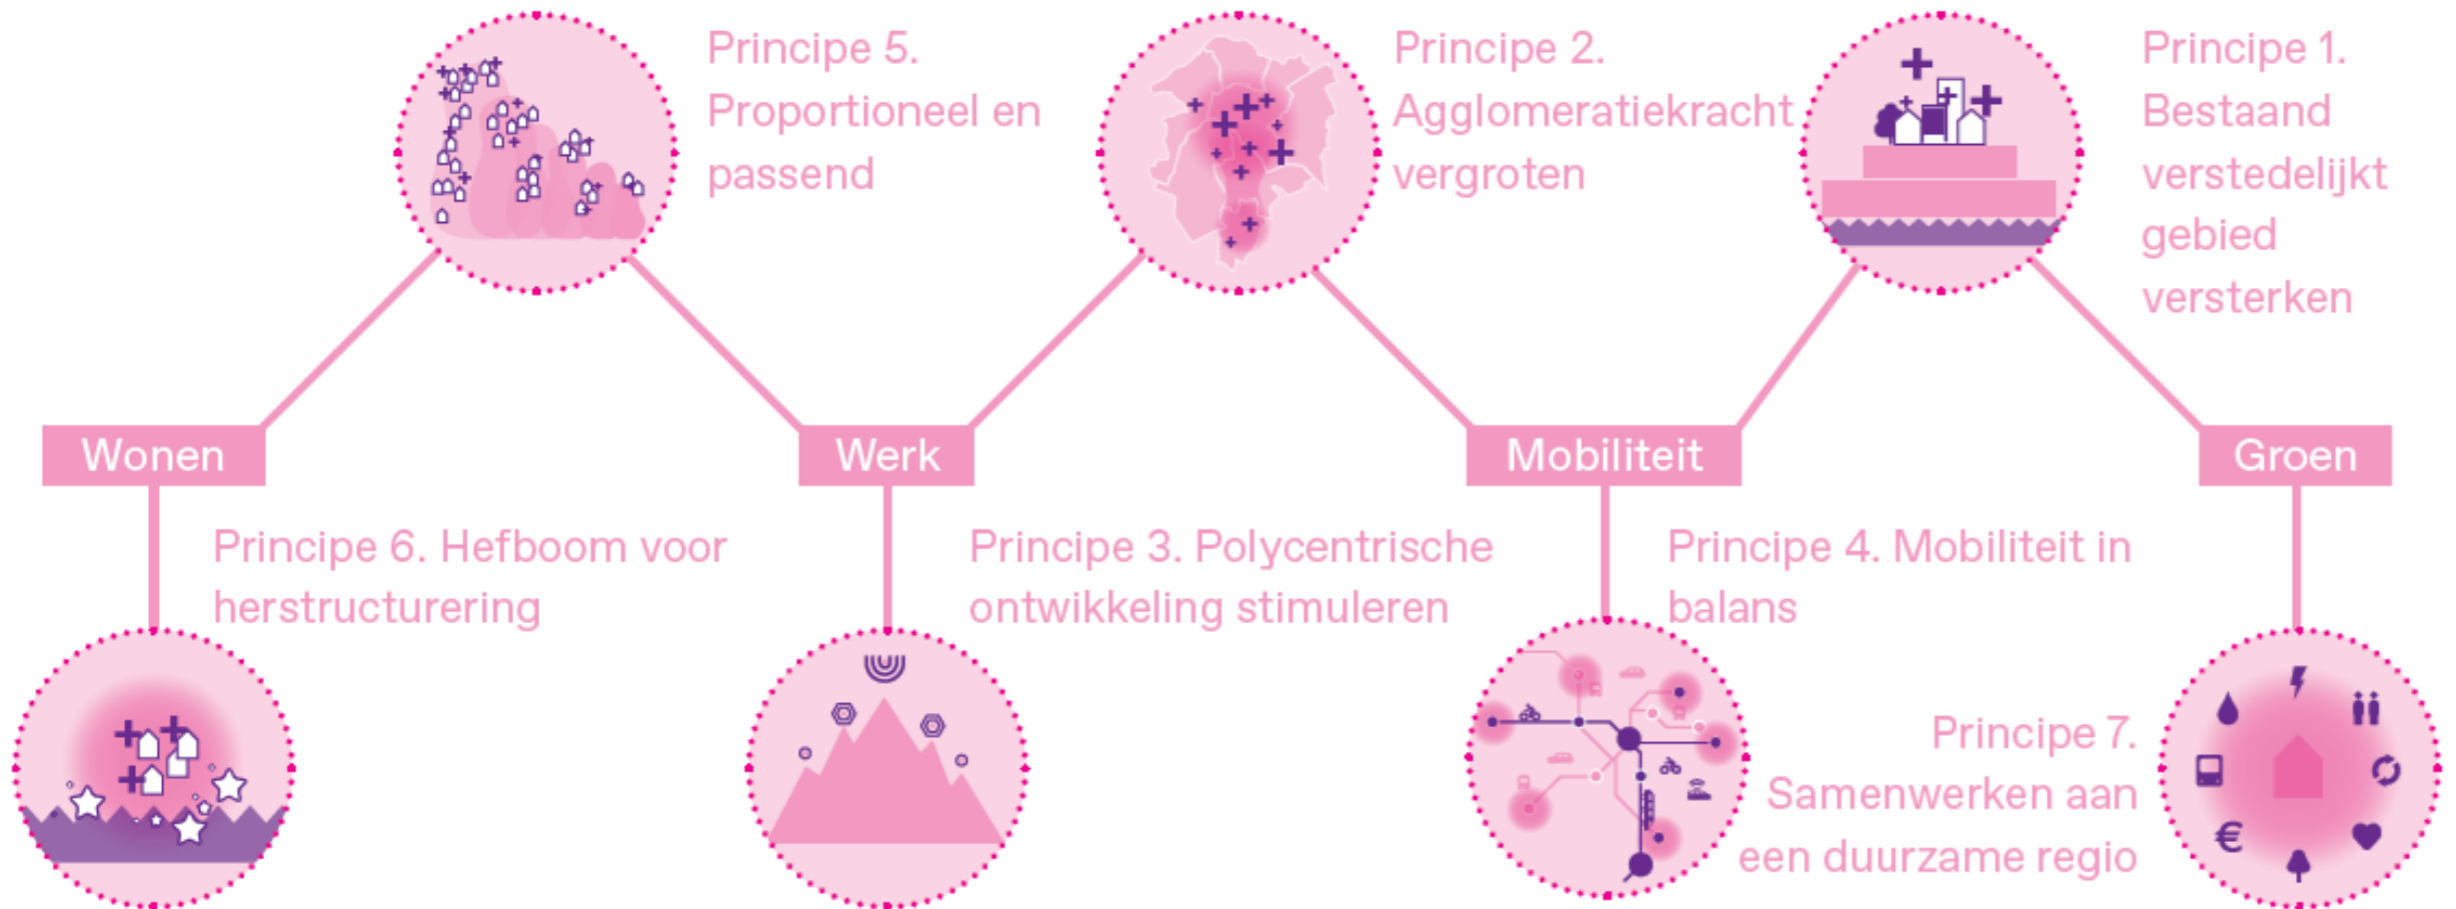 Principe 5.
Proportioneel en
passend
Principe 2.
Agglomeratiekracht
vergroten
Principe 1.
Bestaand
verstedelijkt
gebied
versterken
Wonen
Werk
Mobiliteit
Groen
Principe 6. Hefboom voor
herstructurering
Principe 3. Polycentrische
ontwikkeling stimuleren
Principe 4. Mobiliteit in
balans
Principe 7.
Samenwerken aan
een duurzame regio
€